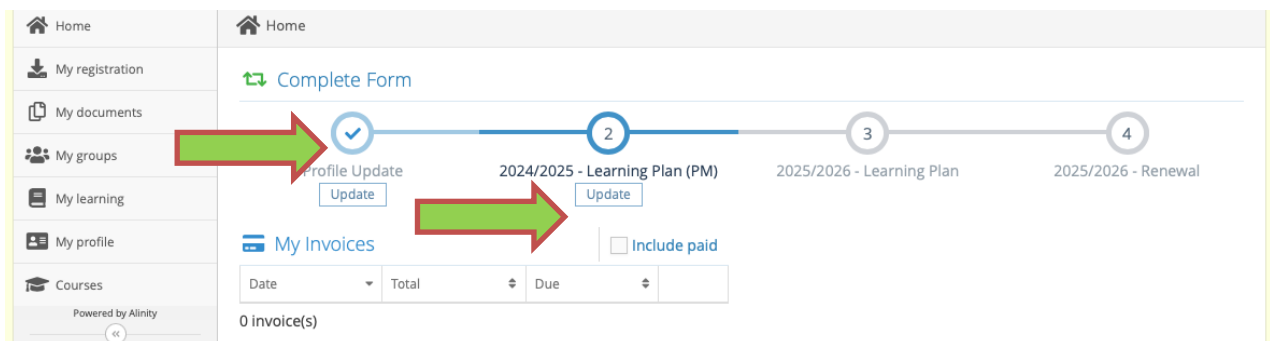 Home
My registration
My documents
My groups
My learning
My profile
Courses
Powered by Alinity
Home
Complete Form
2 3 4
Profile Update 2024/2025 - Learning Plan (PM) 2025/2026 - Learning Plan 2025/2026 - Renewal
Update Update
My Invoices Include paid
Date Total Due
0 invoice(s)